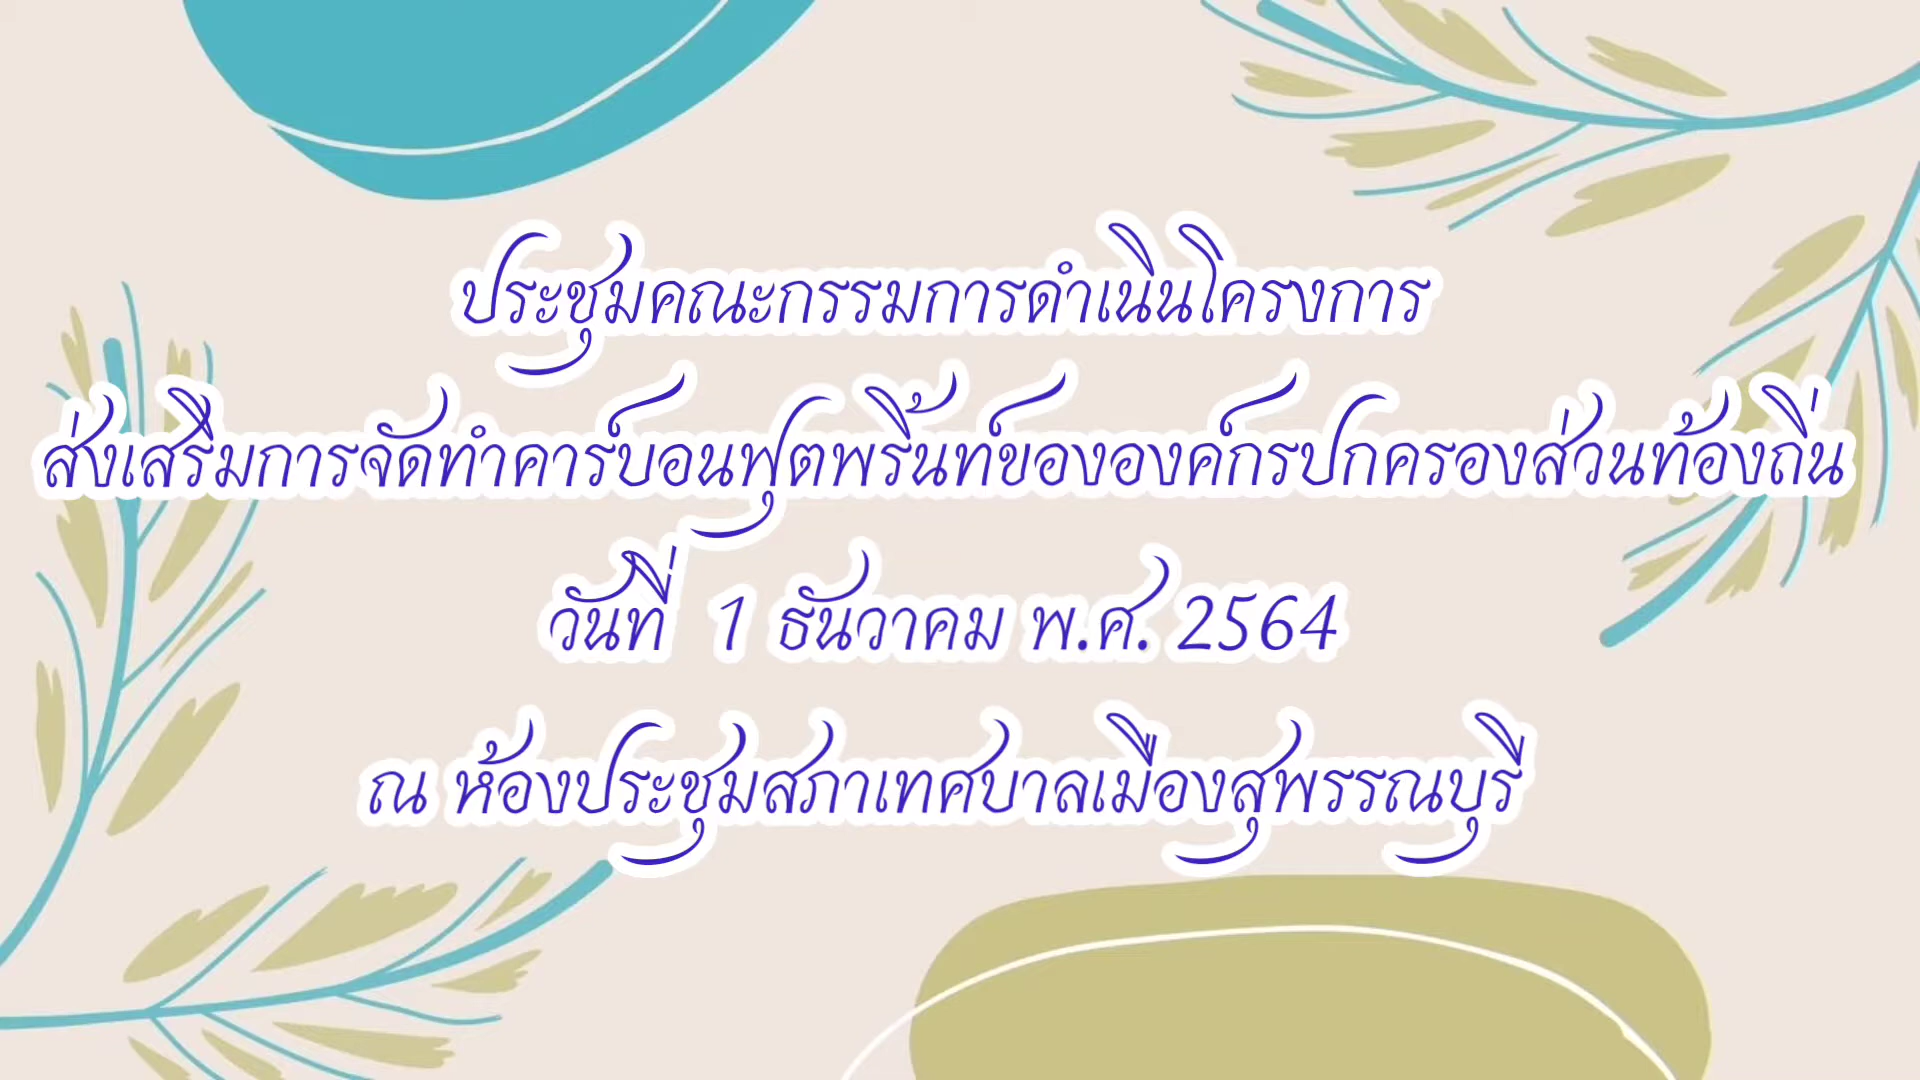 ประชุมคณะกรรมการดำเนินโครงการ
ส่งเสริมการจัดทำคาร์บอนฟุตพริ้นท์ขององค์กรปกครองส่วนท้องถิ่น
วันที่ 1 ธันวาคม พ.ศ. 2564
ณ ห้องประชุมสภาเทศบาลเมืองสุพรรณบุรี